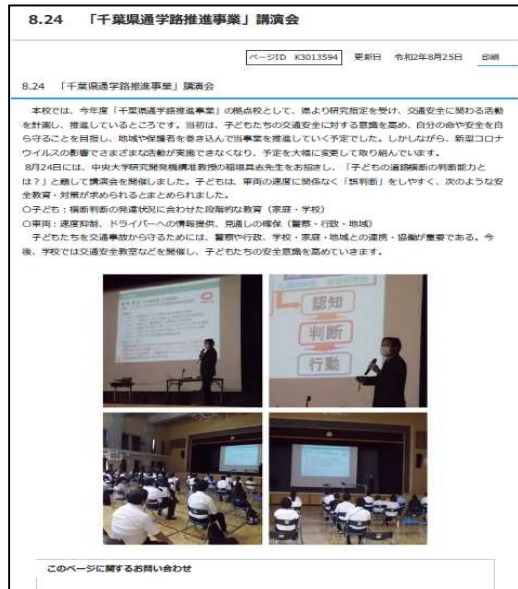 8.24 「千葉県通学路推進事業」講演会
ページID K3013594 更新日 令和2年8月25日 印刷
8.24 「千葉県通学路推進事業」講演会
本校では、今年度「千葉県通学路推進事業」の拠点校として、県より研究指定を受け、交通安全に関わる活動
を計画し、推進しているところです。当初は、子どもたちの交通安全に対する意識を高め、自分の命や安全を自
ら守ることを目指し、地域や保護者を巻き込んで当事業を推進していく予定でした。しかしながら、新型コロナ
ウイルスの影響でさまざまな活動が実施できなくなり、予定を大幅に変更して取り組んでいます。
8月24日には、中央大学研究開発機構准教授の稲垣具志先生をお招きし、「子どもの道路横断の判断能力と
は？」と題して講演会を開催しました。子どもは、車両の速度に関係なく「誤判断」をしやすく、次のような安
全教育・対策が求められるとまとめられました。
〇子ども：横断判断の発達状況に合わせた段階的な教育（家庭・学校）
〇車両：速度抑制、ドライバーへの情報提供、見通しの確保（警察・行政・地域）
子どもたちを交通事故から守るためには、警察や行政、学校・家庭・地域との連携・協働が重要である。今
後、学校では交通安全教室などを開催し、子どもたちの安全意識を高めていきます。
認知
判断
行動
このページに関するお問い合わせ